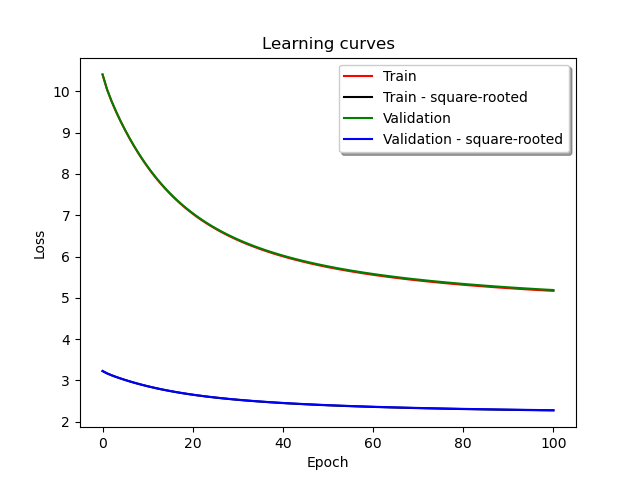 Learning curves
Train
Train - square-rooted
Validation
Validation - square-rooted
10
9
8
7
6
5
4
3
2
Loss
0 20 40 60 80 100
Epoch